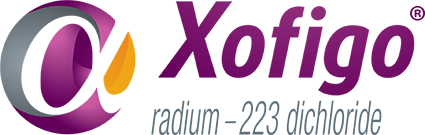 α Xofigo®
radium – 223 dichloride